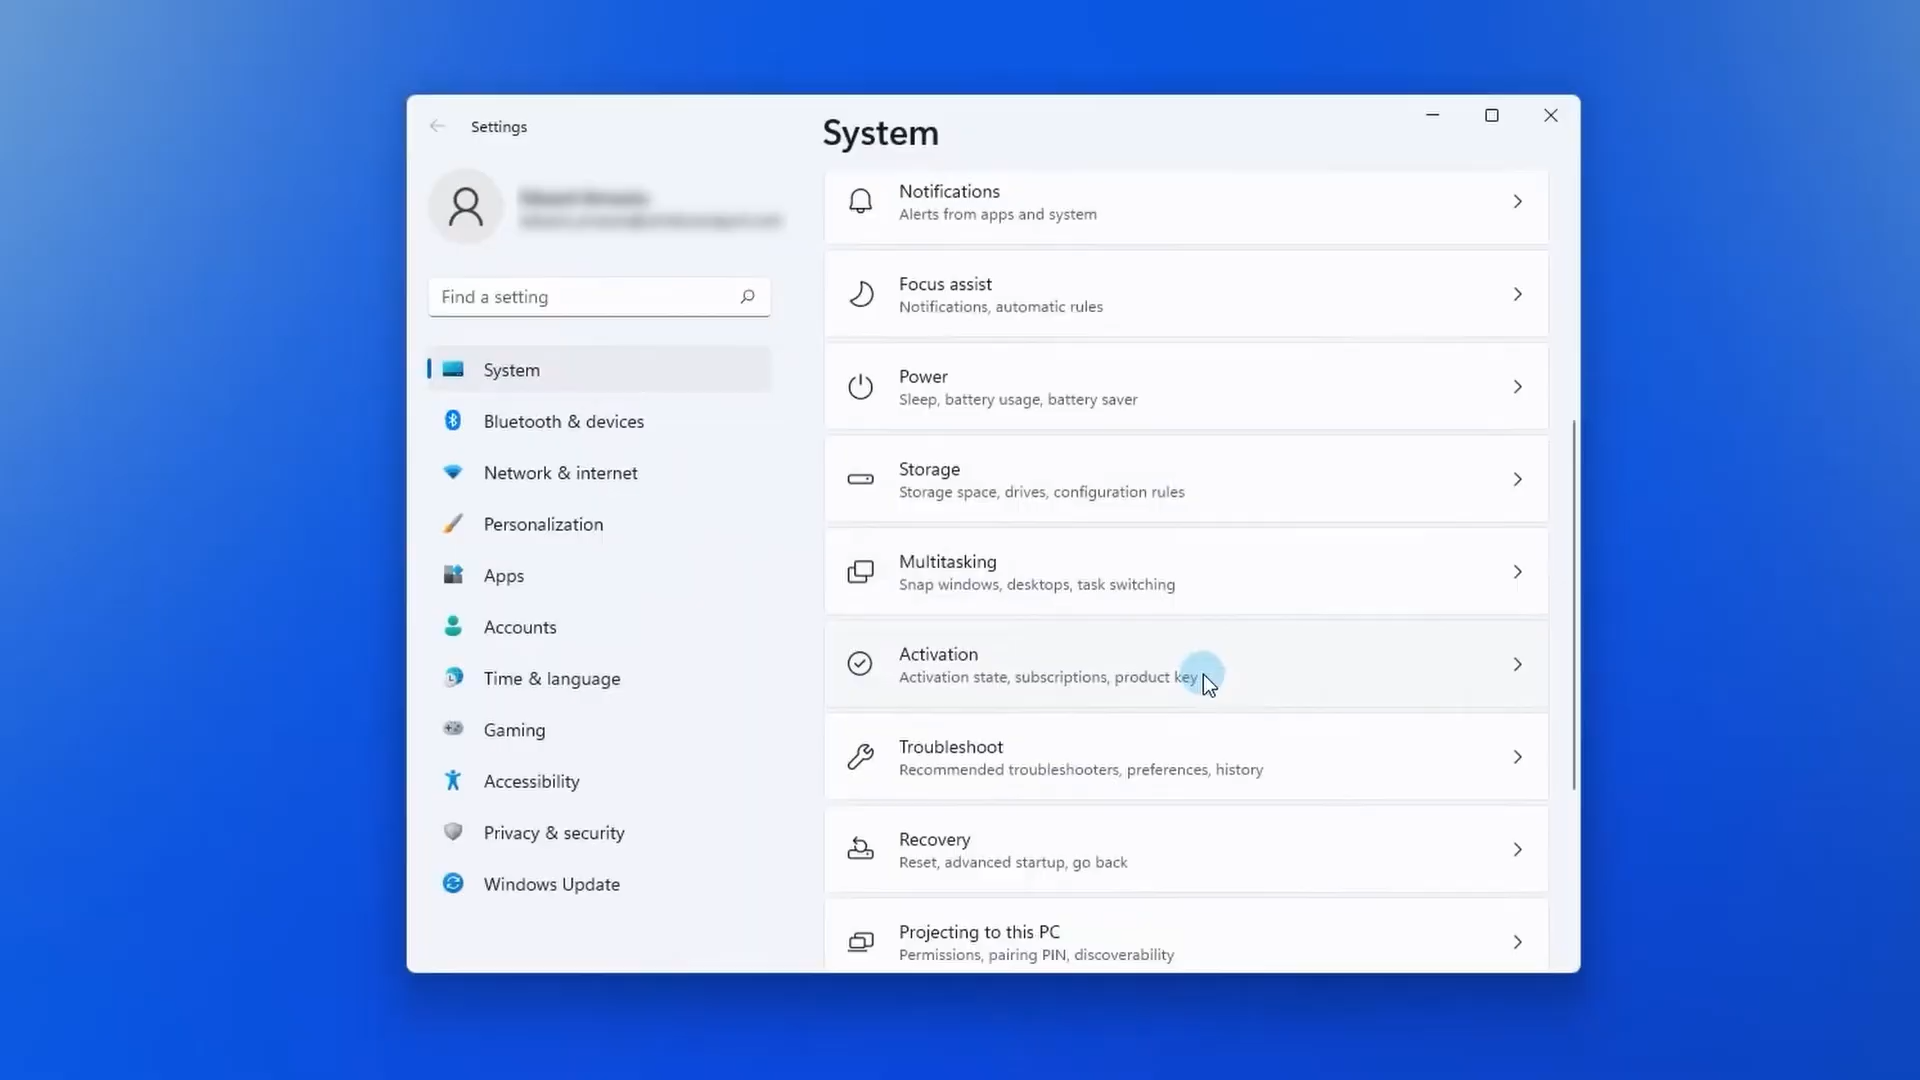 Settings
System
Find a setting
System
Bluetooth & devices
Network & internet
Personalization
Apps
Accounts
Time & language
Gaming
Accessibility
Privacy & security
Windows Update
Notifications
Alerts from apps and system
Focus assist
Notifications, automatic rules
Power
Sleep, battery usage, battery saver
Storage
Storage space, drives, configuration rules
Multitasking
Snap windows, desktops, task switching
Activation
Activation state, subscriptions, product key
Troubleshoot
Recommended troubleshooters, preferences, history
Recovery
Reset, advanced startup, go back
Projecting to this PC
Permissions, pairing PIN, discoverability